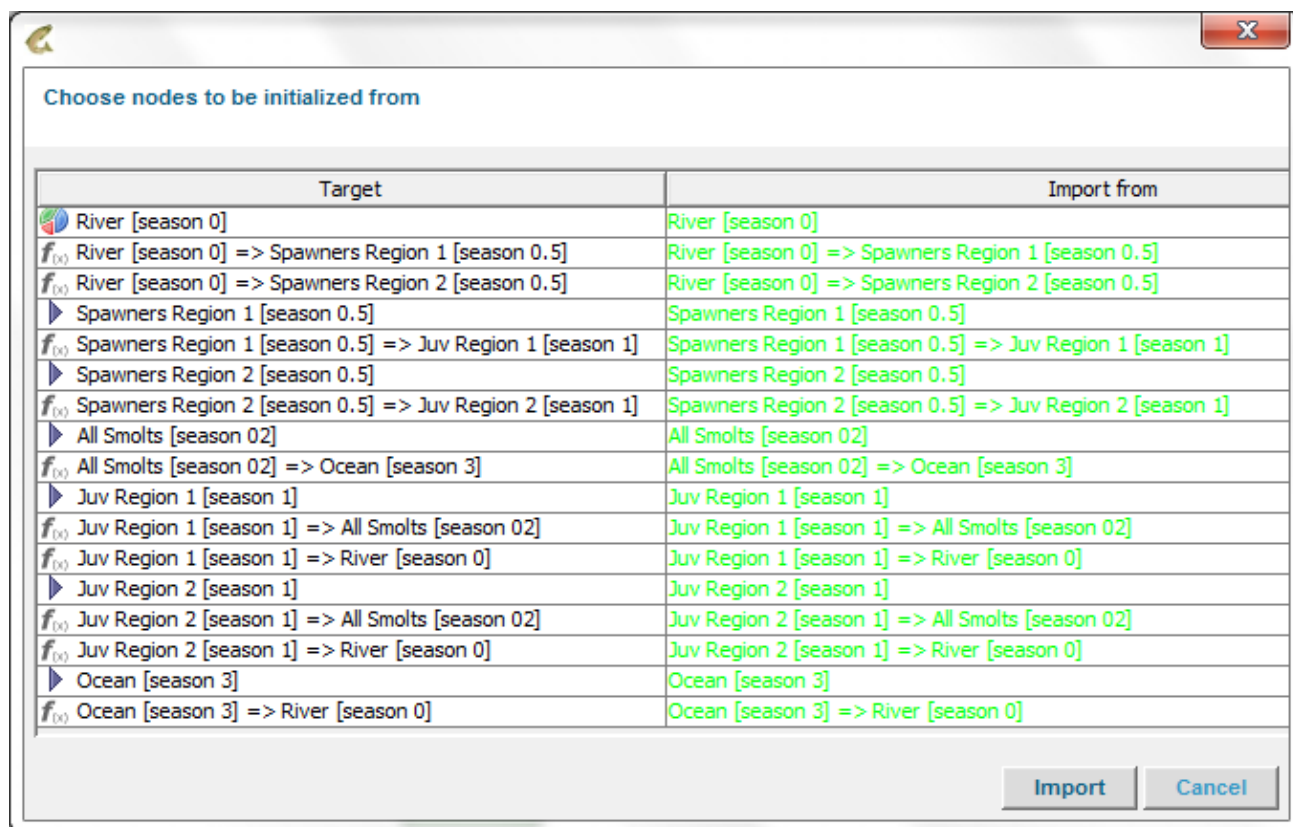 X
Choose nodes to be initialized from
Target Import from
River [season 0] River [season 0]
f(x) River [season 0] => Spawners Region 1 [season 0.5] River [season 0] => Spawners Region 1 [season 0.5]
f(x) River [season 0] => Spawners Region 2 [season 0.5] River [season 0] => Spawners Region 2 [season 0.5]
Spawners Region 1 [season 0.5] Spawners Region 1 [season 0.5]
f(x) Spawners Region 1 [season 0.5] => Juv Region 1 [season 1] Spawners Region 1 [season 0.5] => Juv Region 1 [season 1]
Spawners Region 2 [season 0.5] Spawners Region 2 [season 0.5]
f(x) Spawners Region 2 [season 0.5] => Juv Region 2 [season 1] Spawners Region 2 [season 0.5] => Juv Region 2 [season 1]
All Smolts [season 02] All Smolts [season 02]
f(x) All Smolts [season 02] => Ocean [season 3] All Smolts [season 02] => Ocean [season 3]
Juv Region 1 [season 1] Juv Region 1 [season 1]
f(x) Juv Region 1 [season 1] => All Smolts [season 02] Juv Region 1 [season 1] => All Smolts [season 02]
f(x) Juv Region 1 [season 1] => River [season 0] Juv Region 1 [season 1] => River [season 0]
Juv Region 2 [season 1] Juv Region 2 [season 1]
f(x) Juv Region 2 [season 1] => All Smolts [season 02] Juv Region 2 [season 1] => All Smolts [season 02]
f(x) Juv Region 2 [season 1] => River [season 0] Juv Region 2 [season 1] => River [season 0]
Ocean [season 3] Ocean [season 3]
f(x) Ocean [season 3] => River [season 0] Ocean [season 3] => River [season 0]
Import Cancel